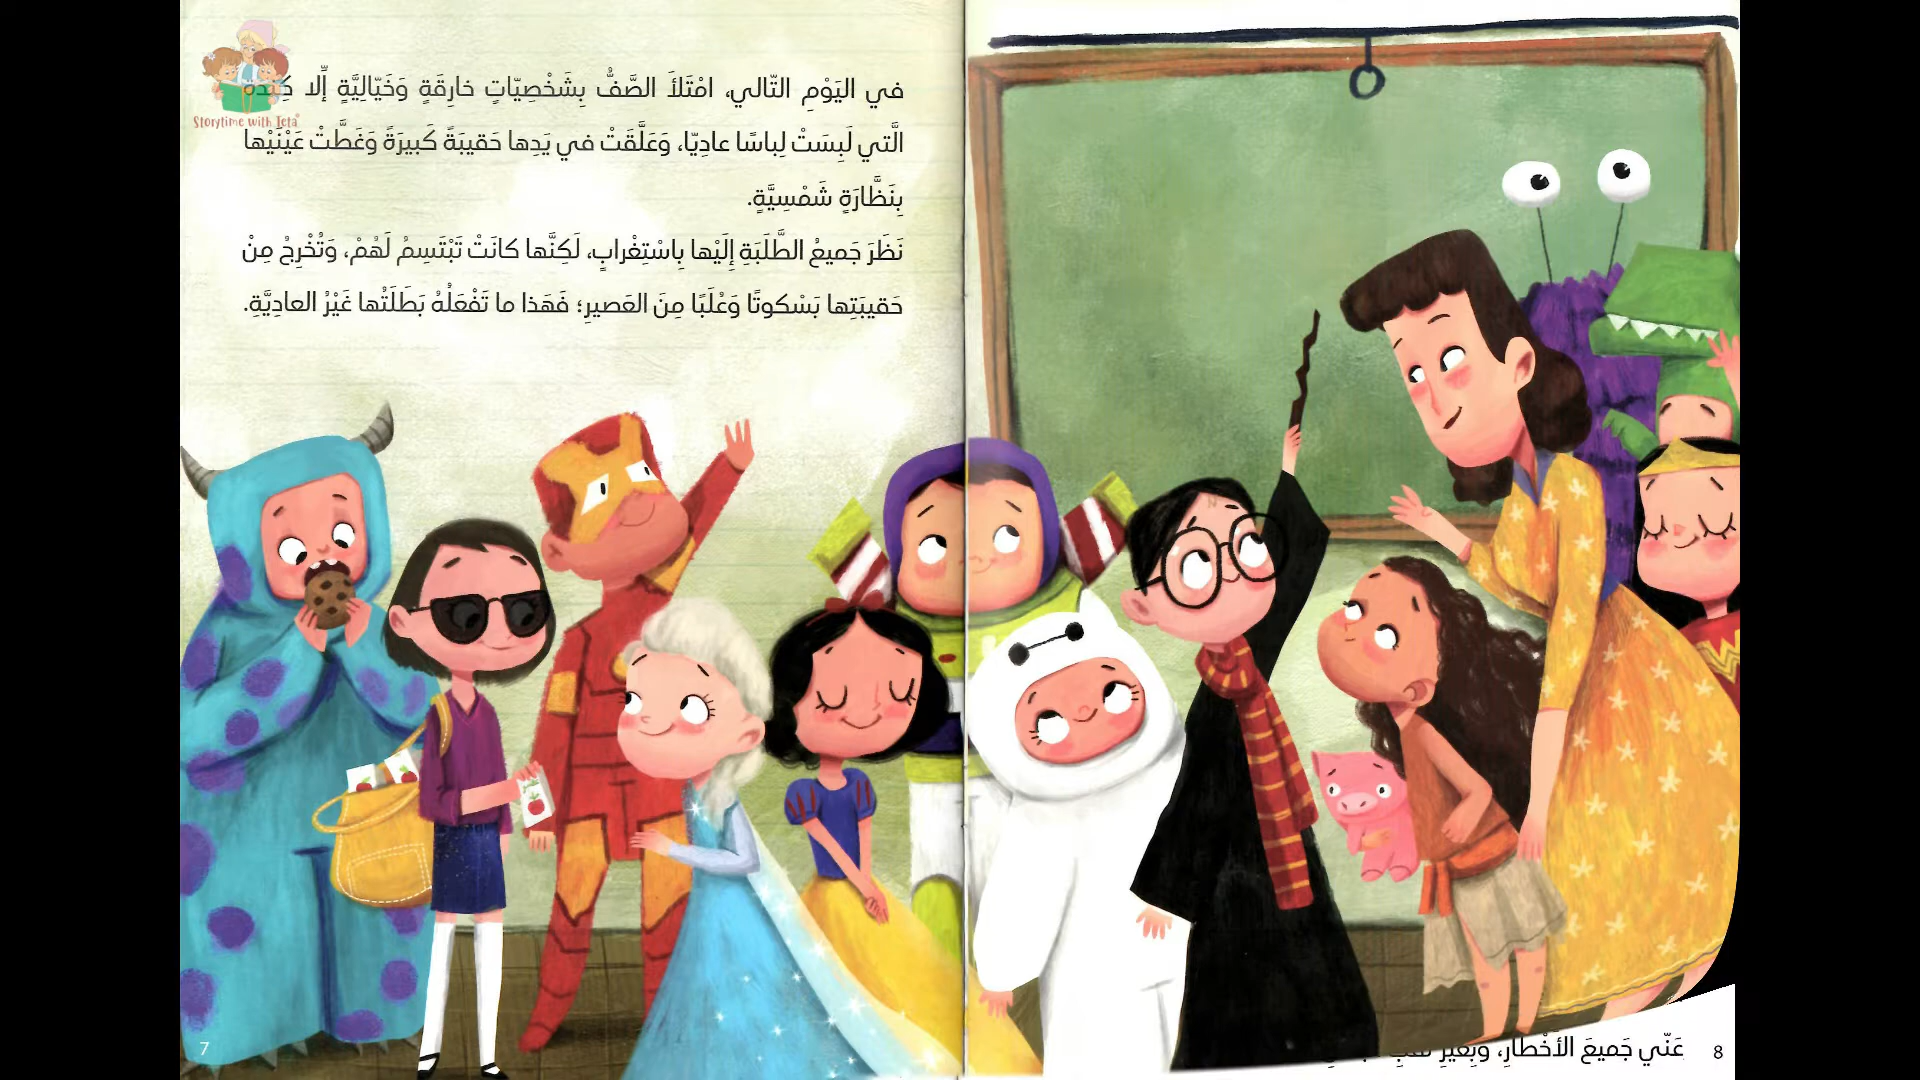 Storytime with Teta
في اليَوْمِ التّالي، امْتَلَأَ الصَّفُّ بِشَخْصِيّاتٍ خارِقَةٍ وَخَيّالِيَّةٍ إِلّا
الَّتي لَبِسَتْ لِباسًا عادِيّا، وَعَلَّقَتْ في يَدِها حَقيبَةً كَبيرَةً وَغَطَّتْ عَيْنَيْها
بِنَظَّارَةٍ شَمْسِيَّةٍ.
نَظَرَ جَميعُ الطَّلَبَةِ إِلَيْها بِاسْتِغْرابٍ، لَكِنَّها كانَتْ تَبْتَسِمُ لَهُمْ، وَتُخْرِجُ مِنْ
حَقيبَتِها بَسْكوتًا وَعُلَبًا مِنَ العَصيرِ؛ فَهَذا ما تَفْعَلُهُ بَطَلَتُها غَيْرُ العادِيَّةِ.
7
عَنّي جَميعَ الأَخْطارِ، وَبِغَيْرِ
8